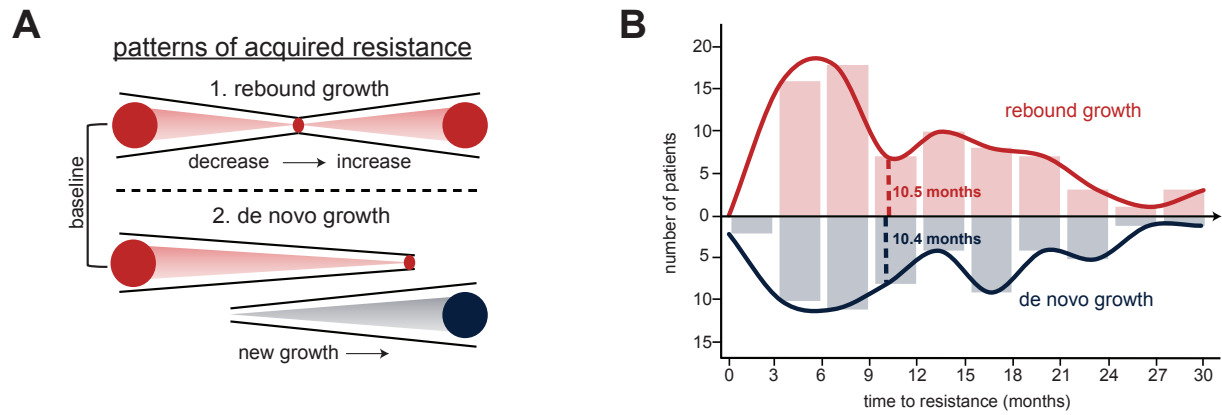 A
patterns of acquired resistance
1. rebound growth
decrease → increase
baseline
2. de novo growth
new growth →
B
number of patients
20
15
10
5
0
5
10
15
rebound growth
10.5 months
10.4 months
de novo growth
0 3 6 9 12 15 18 21 24 27 30
time to resistance (months)